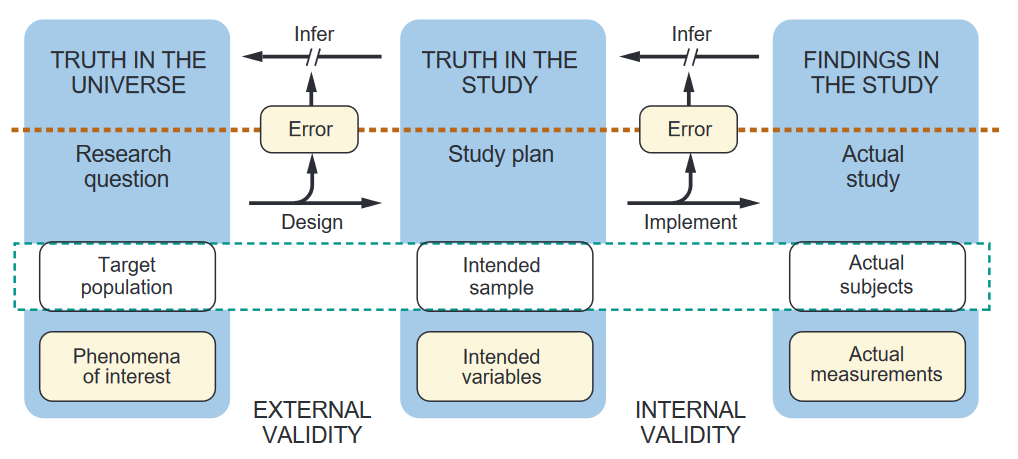 Infer
Infer
TRUTH IN THE
UNIVERSE
TRUTH IN THE
STUDY
FINDINGS IN
THE STUDY
Error
Error
Research
question
Study plan
Actual
study
Design
Implement
Target
population
Intended
sample
Actual
subjects
Phenomena
of interest
Intended
variables
Actual
measurements
EXTERNAL
VALIDITY
INTERNAL
VALIDITY